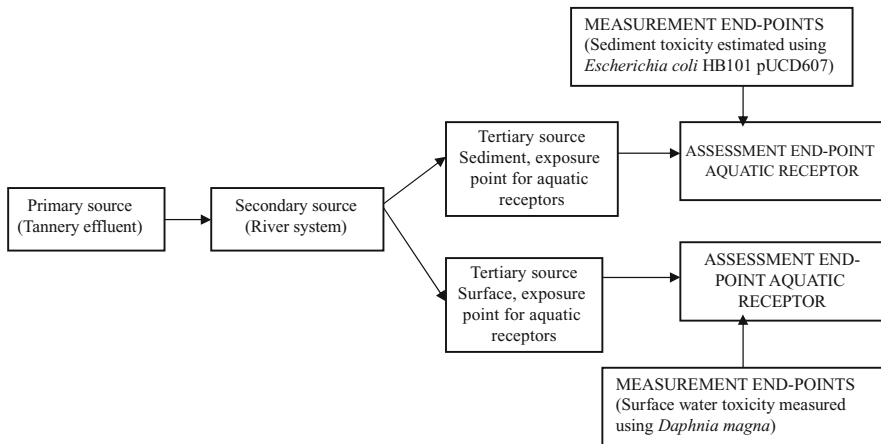 MEASUREMENT END-POINTS
(Sediment toxicity estimated using
Escherichia coli HB101 pUCD607)
Tertiary source
Sediment, exposure
point for aquatic
receptors
ASSESSMENT END-POINT
AQUATIC RECEPTOR
Primary source
(Tannery effluent)
Secondary source
(River system)
Tertiary source
Surface, exposure
point for aquatic
receptors
ASSESSMENT END-
POINT AQUATIC
RECEPTOR
MEASUREMENT END-POINTS
(Surface water toxicity measured
using Daphnia magna)